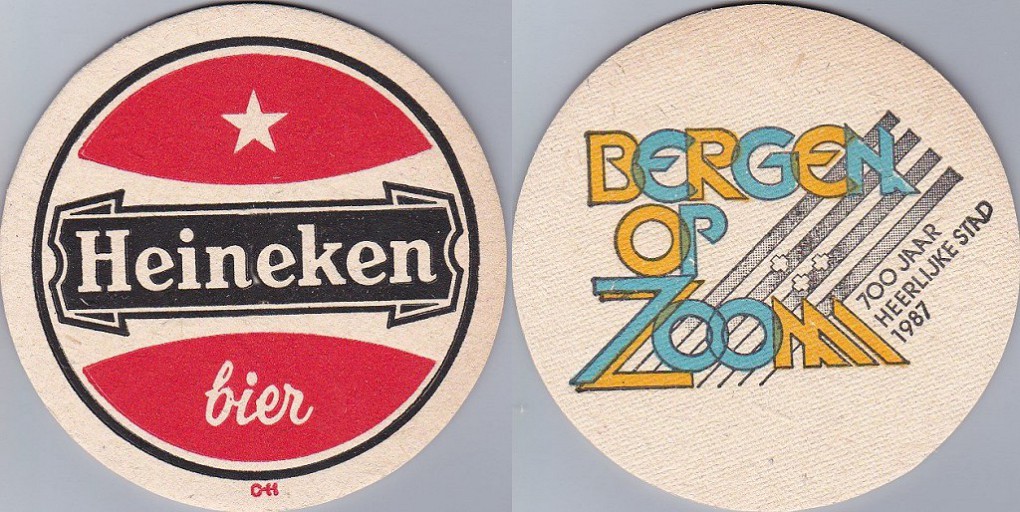 Heineken
bier
BERGEN
OP
ZOOM
700 JAAR
HEERLIJKE STAD
1987